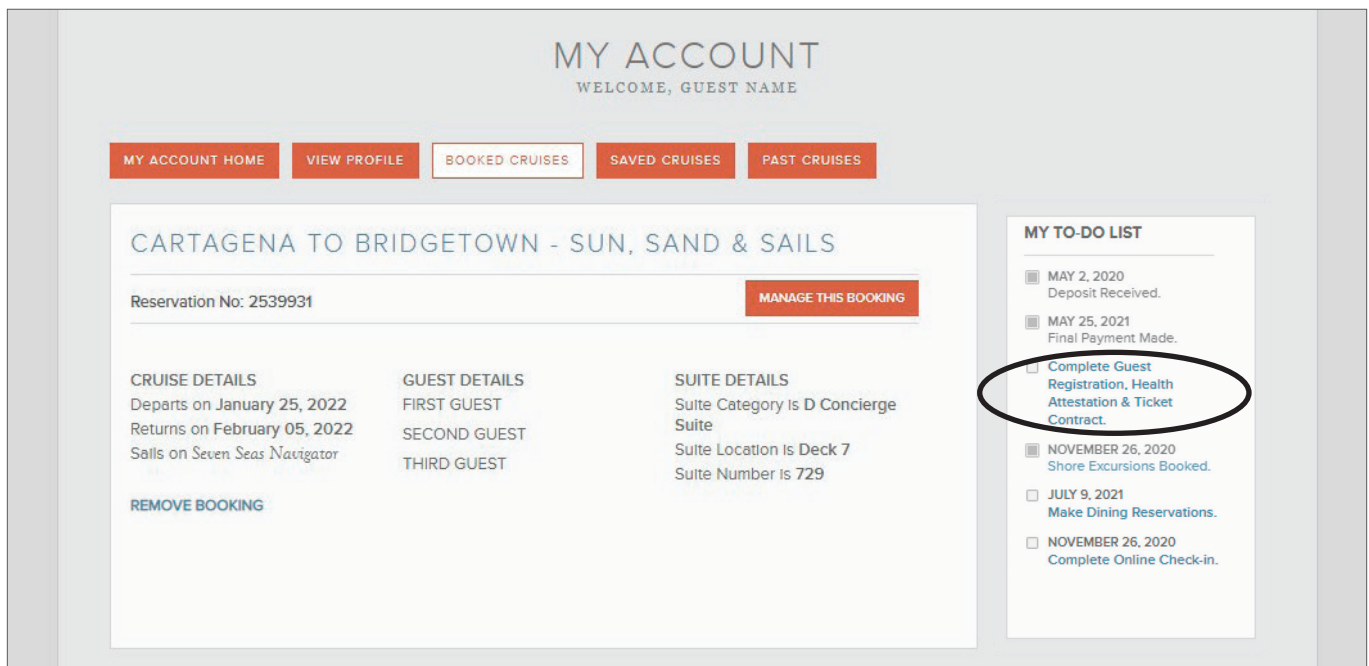 MY ACCOUNT
WELCOME, GUEST NAME
MY ACCOUNT HOME
VIEW PROFILE
BOOKED CRUISES
SAVED CRUISES
PAST CRUISES
CARTAGENA TO BRIDGETOWN - SUN, SAND & SAILS
Reservation No: 2539931
MANAGE THIS BOOKING
CRUISE DETAILS
Departs on January 25, 2022
Returns on February 05, 2022
Sails on Seven Seas Navigator
REMOVE BOOKING
GUEST DETAILS
FIRST GUEST
SECOND GUEST
THIRD GUEST
SUITE DETAILS
Suite Category is D Concierge
Suite
Suite Location is Deck 7
Suite Number is 729
MY TO-DO LIST
MAY 2, 2020
Deposit Received.
MAY 25, 2021
Final Payment Made.
Complete Guest
Registration, Health
Attestation & Ticket
Contract.
NOVEMBER 26, 2020
Shore Excursions Booked.
JULY 9, 2021
Make Dining Reservations.
NOVEMBER 26, 2020
Complete Online Check-in.